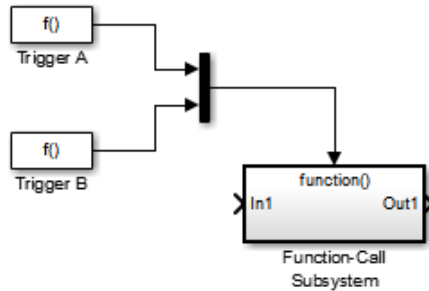 f()
Trigger A
f()
Trigger B
function()
In1 Out1
Function-Call
Subsystem